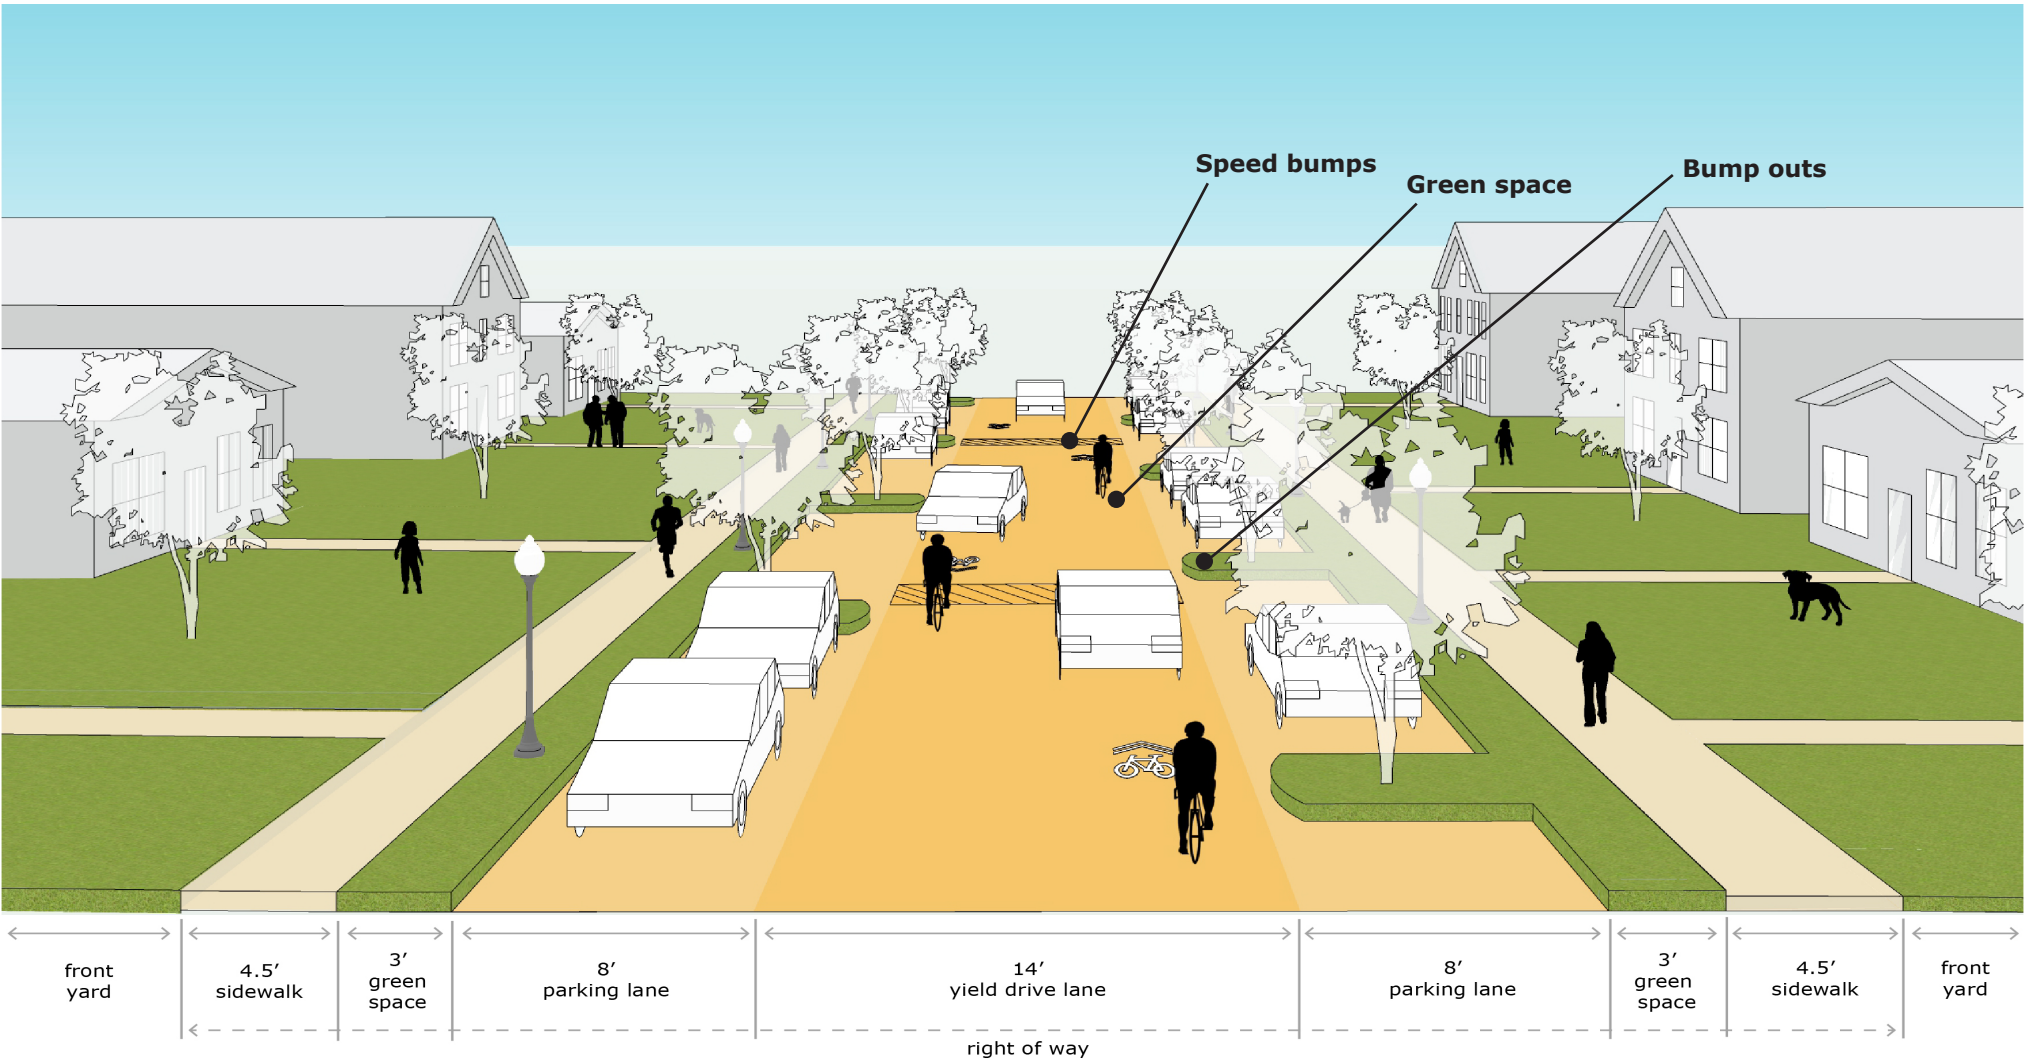 Speed bumps
Green space
Bump outs
front
yard
4.5′
sidewalk
3′
green
space
8′
parking lane
14′
yield drive lane
8′
parking lane
3′
green
space
4.5′
sidewalk
front
yard
right of way